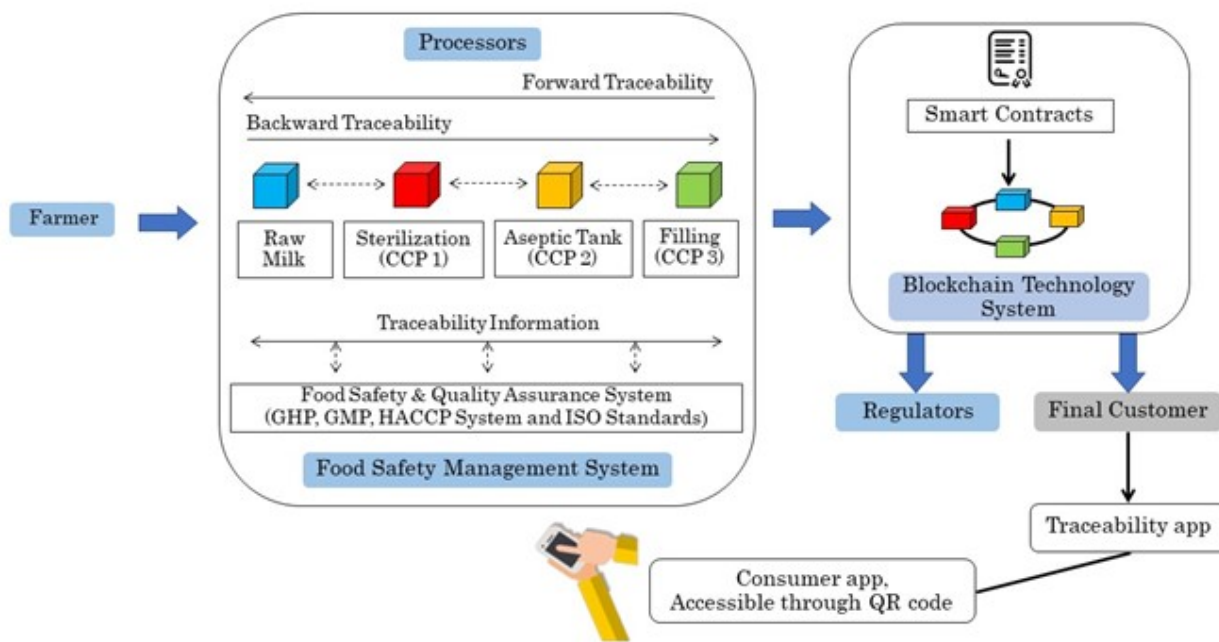 Processors
Forward Traceability
Backward Traceability
Farmer
Raw
Milk
Sterilization
(CCP 1)
Aseptic Tank
(CCP 2)
Filling
(CCP 3)
Traceability Information
Food Safety & Quality Assurance System
(GHP, GMP, HACCP System and ISO Standards)
Food Safety Management System
Smart Contracts
Blockchain Technology
System
Regulators
Final Customer
Traceability app
Consumer app,
Accessible through QR code